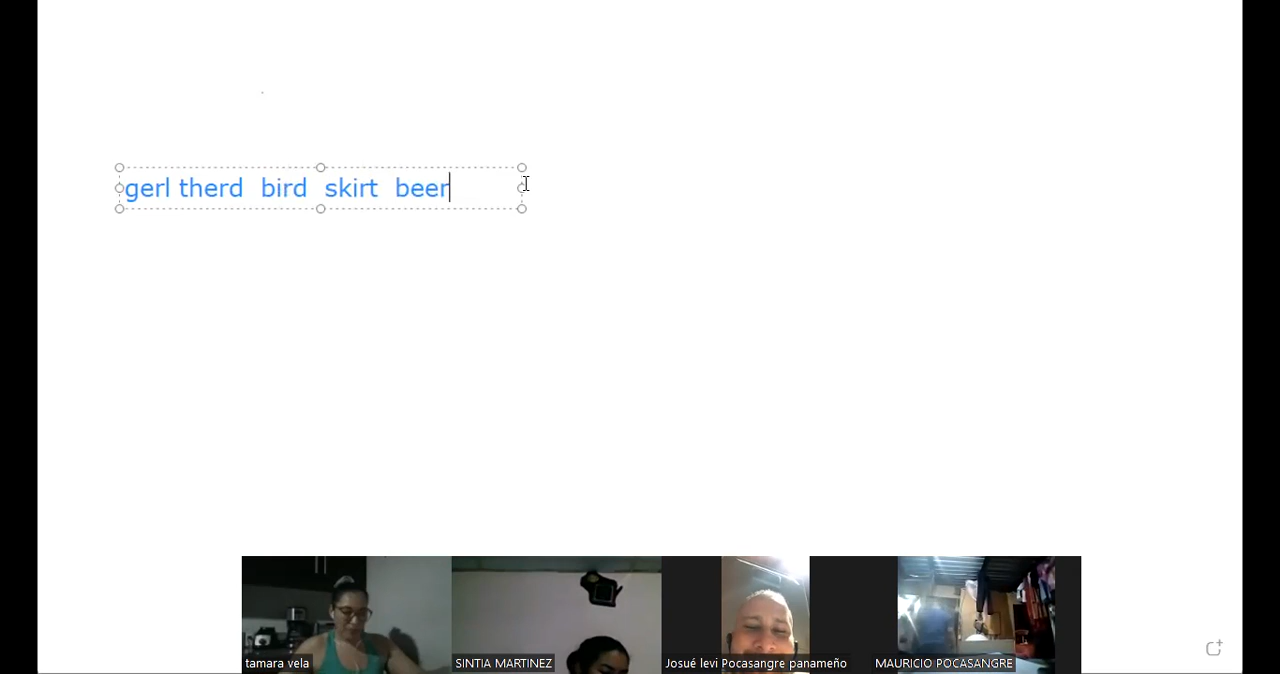 gerl therd bird skirt beer
tamara vela
SINTIA MARTINEZ
Josué levi Pocasangre panameño
MAURICIO POCASANGRE